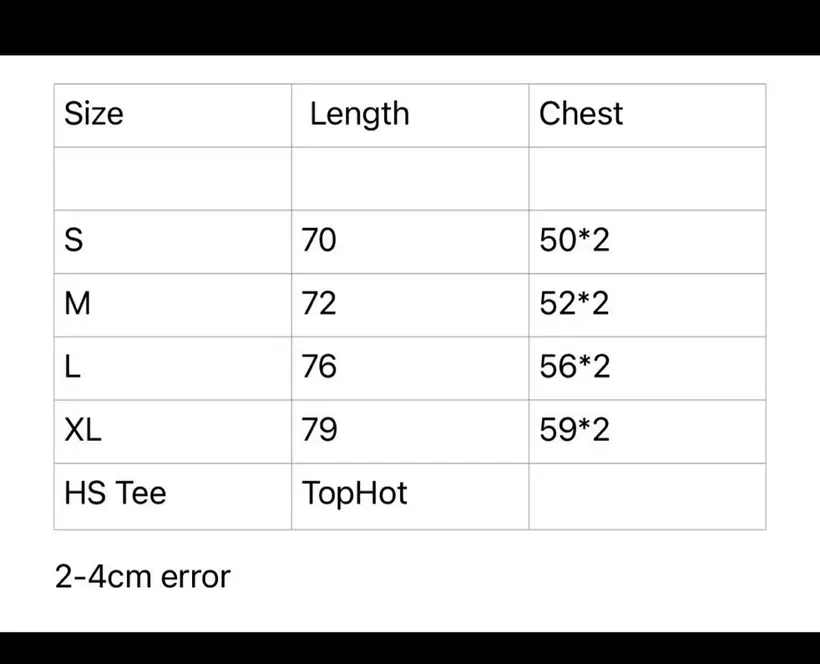 Size Length Chest
S 70 50*2
M 72 52*2
L 76 56*2
XL 79 59*2
HS Tee TopHot
2-4cm error